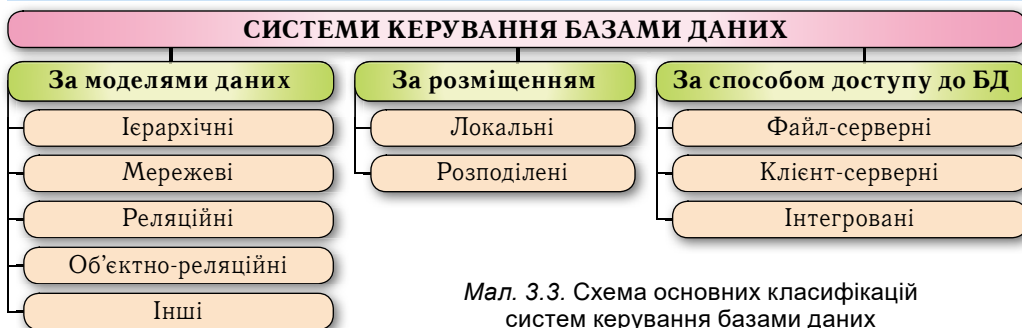 СИСТЕМИ КЕРУВАННЯ БАЗАМИ ДАНИХ
За моделями даних
Ієрархічні
Мережеві
Реляційні
Об’єктно-реляційні
Інші
За розміщенням
Локальні
Розподілені
За способом доступу до БД
Файл-серверні
Клієнт-серверні
Інтегровані
Мал. 3.3. Схема основних класифікацій
систем керування базами даних